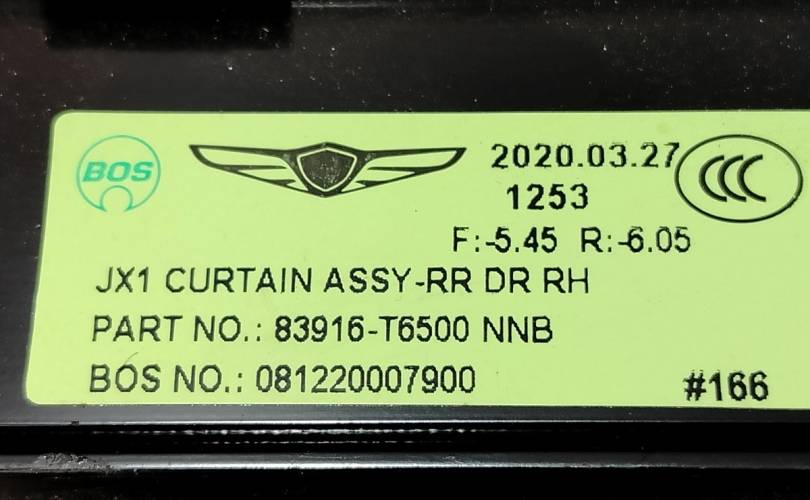 BOS
2020.03.27
CCC
1253
F:-5.45 R:-6.05
JX1 CURTAIN ASSY-RR DR RH
PART NO.: 83916-T6500 NNB
BOS NO.: 081220007900
#166